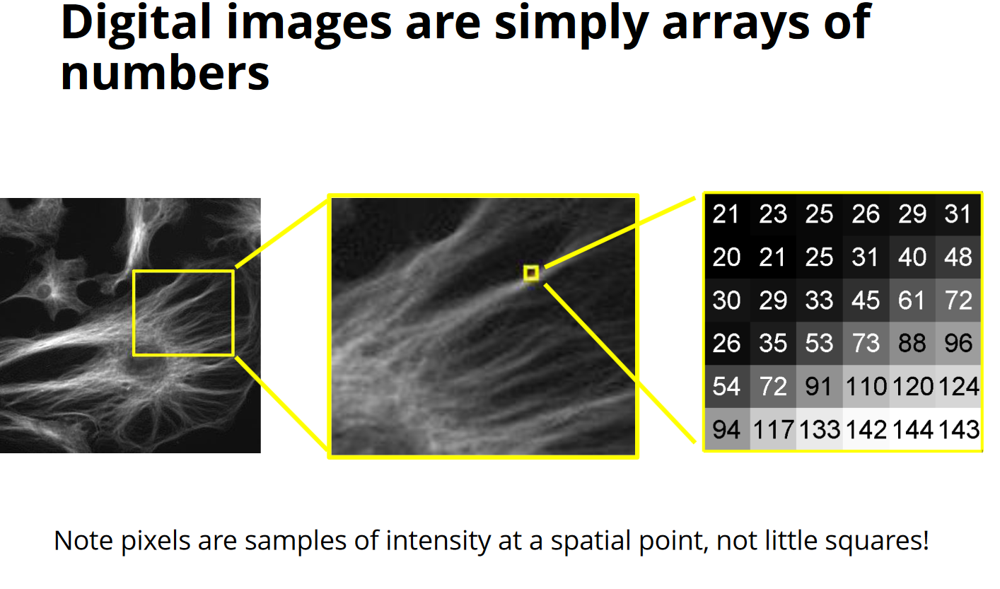 Digital images are simply arrays of
numbers
21 23 25 26 29 31
20 21 25 31 40 48
30 29 33 45 61 72
26 35 53 73 88 96
54 72 91 110 120 124
94 117 133 142 144 143
Note pixels are samples of intensity at a spatial point, not little squares!